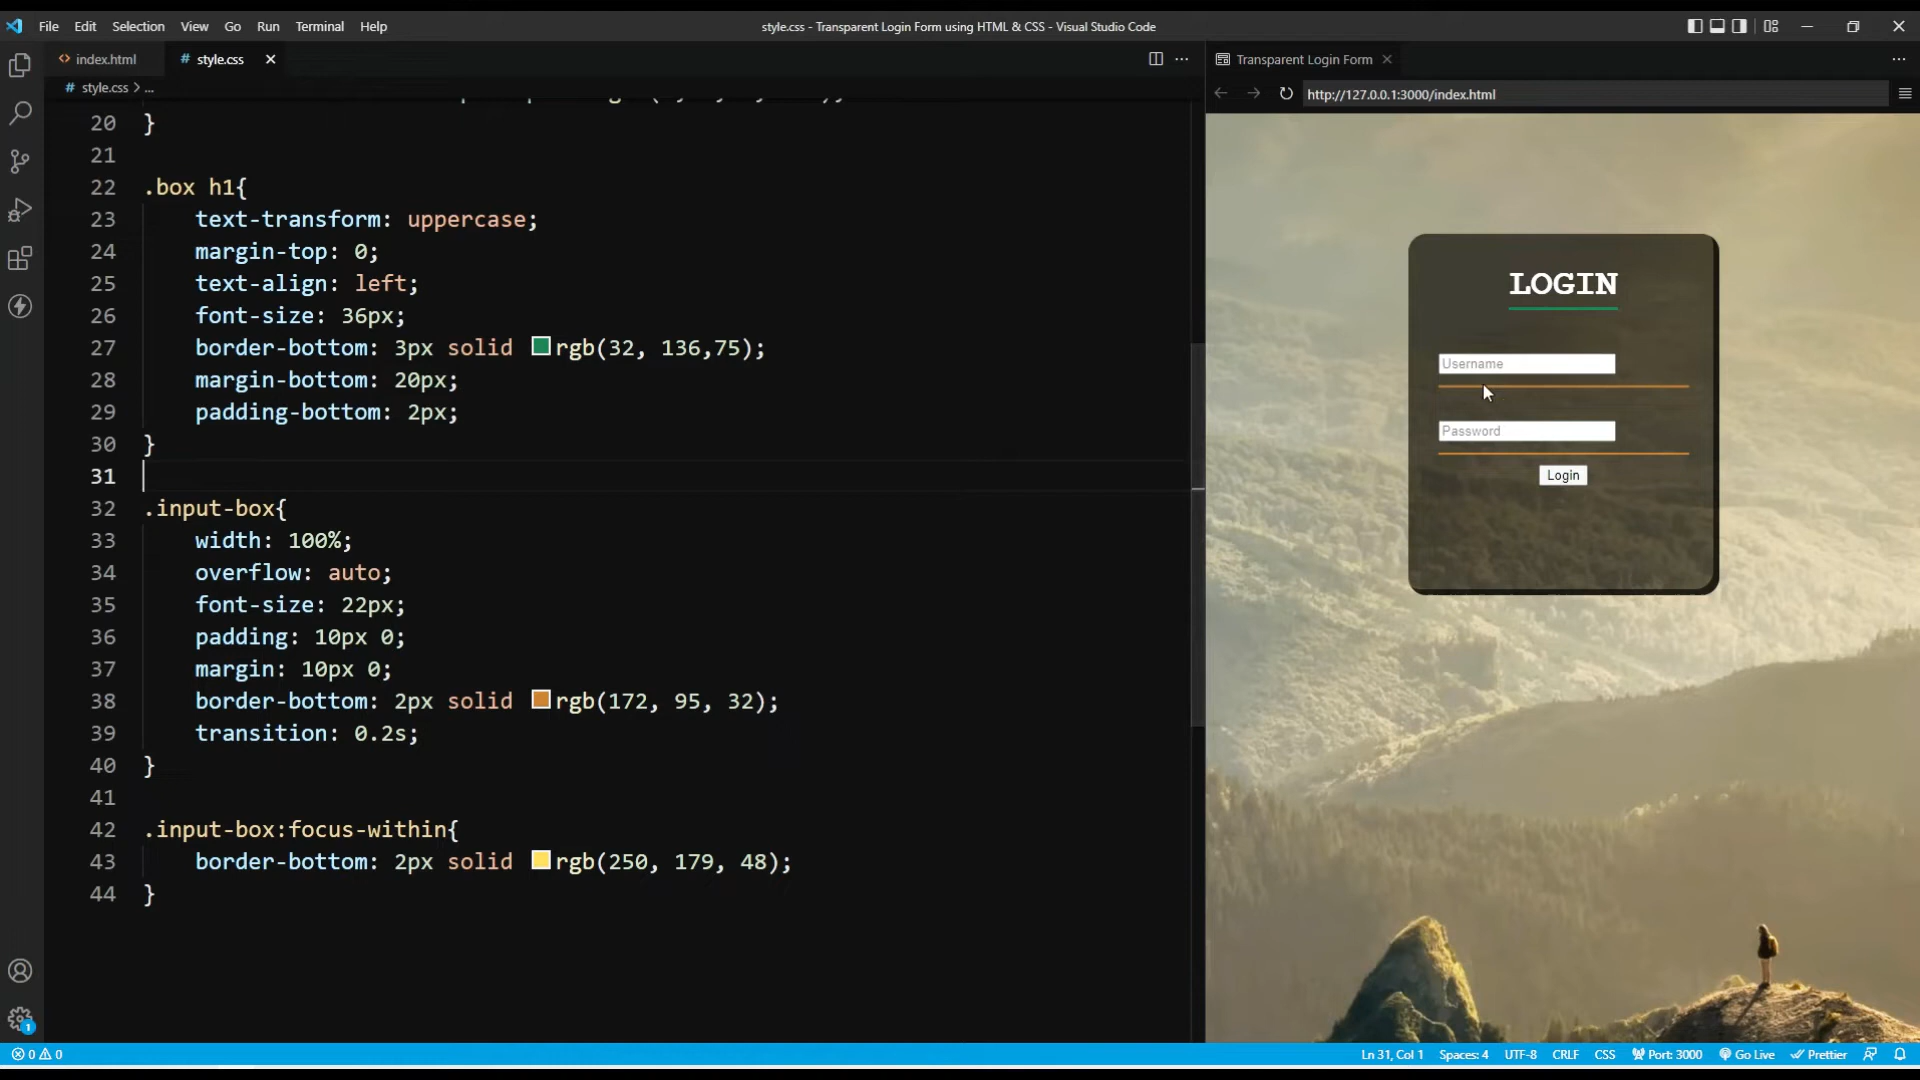 File Edit Selection View Go Run Terminal Help
style.css - Transparent Login Form using HTML & CSS - Visual Studio Code
index.html
# style.css
# style.css > ...
20 }
21
22 .box h1{
23 text-transform: uppercase;
24 margin-top: 0;
25 text-align: left;
26 font-size: 36px;
27 border-bottom: 3px solid rgb(32, 136,75);
28 margin-bottom: 20px;
29 padding-bottom: 2px;
30 }
31
32 .input-box{
33 width: 100%;
34 overflow: auto;
35 font-size: 22px;
36 padding: 10px 0;
37 margin: 10px 0;
38 border-bottom: 2px solid rgb(172, 95, 32);
39 transition: 0.2s;
40 }
41
42 .input-box:focus-within{
43 border-bottom: 2px solid rgb(250, 179, 48);
44 }
Transparent Login Form
http://127.0.0.1:3000/index.html
LOGIN
Username
Password
Login
1
0 0
Ln 31, Col 1 Spaces: 4 UTF-8 CRLF CSS Port: 3000 Go Live Prettier